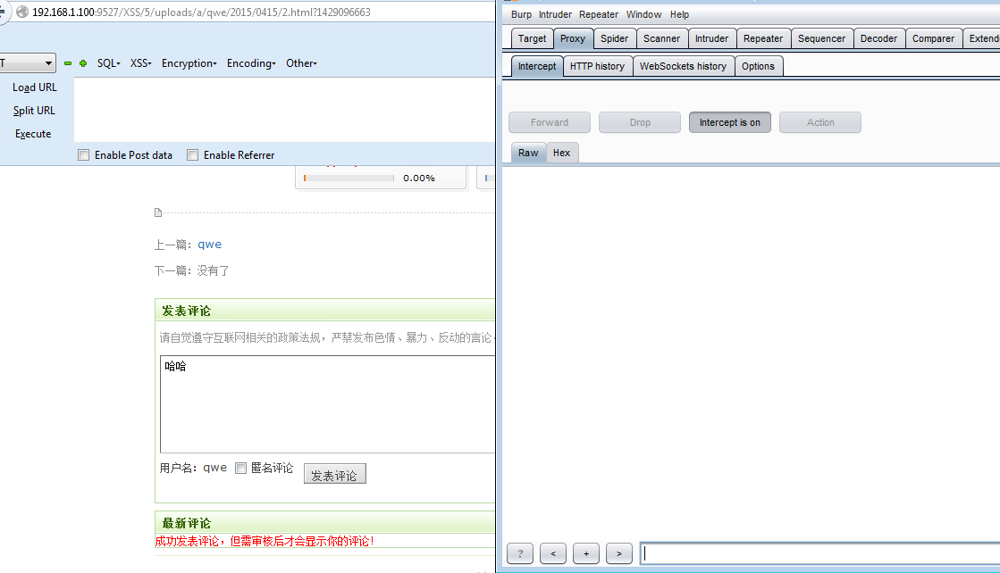 192.168.1.100:9527/XSS/5/uploads/a/qwe/2015/0415/2.html?1429096663
T SQL XSS Encryption Encoding Other
Load URL
Split URL
Execute
Enable Post data Enable Referrer
0.00%
上一篇：qwe
下一篇：没有了
发表评论
请自觉遵守互联网相关的政策法规，严禁发布色情、暴力、反动的言论
哈哈
用户名：qwe 匿名评论 发表评论
最新评论
成功发表评论，但需审核后才会显示你的评论!
Burp Intruder Repeater Window Help
Target Proxy Spider Scanner Intruder Repeater Sequencer Decoder Comparer Extend
Intercept HTTP history WebSockets history Options
Forward Drop Intercept is on Action
Raw Hex
? < + >